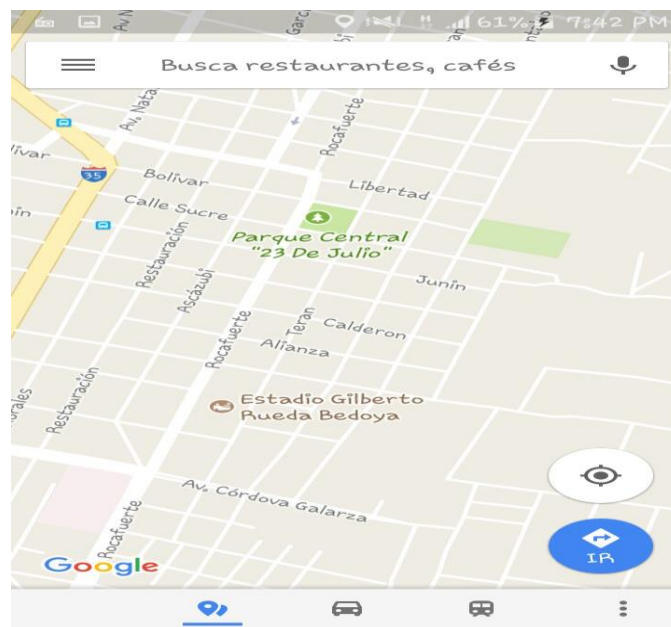 61% 7:42 PM
Busca restaurantes, cafés
Av. Nata
Rocafuerte
35
Bolívar
Libertad
Calle Sucre
Parque Central
"23 De Julio"
Restauración
Ascázubi
Junín
Rocafuerte
Teran
Calderon
Alianza
Restauración
Estadio Gilberto
Rueda Bedoya
Av. Córdova Galarza
Rocafuerte
Google
IR